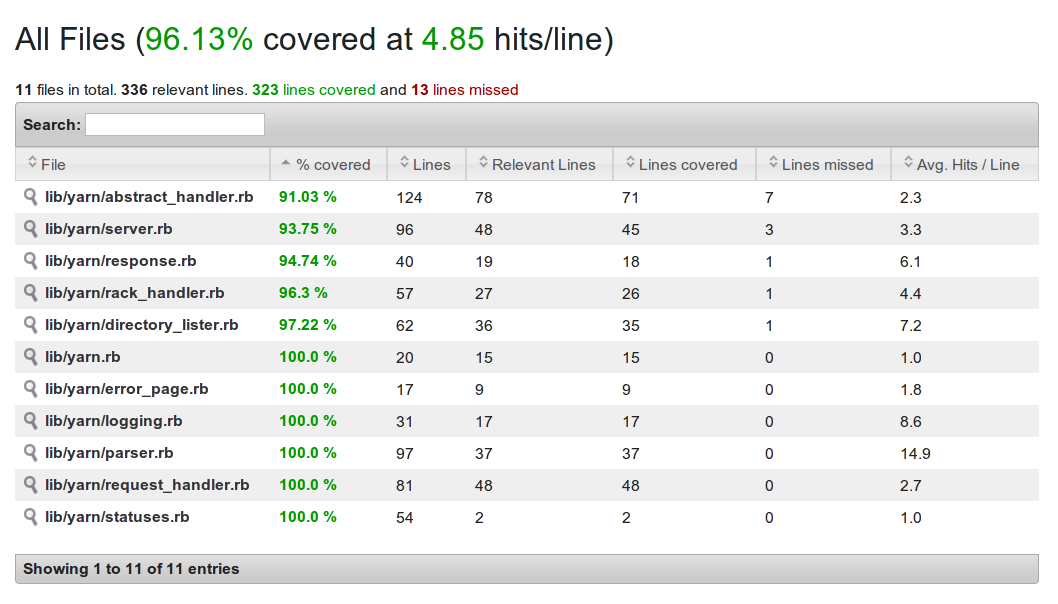 All Files (96.13% covered at 4.85 hits/line)
11 files in total. 336 relevant lines. 323 lines covered and 13 lines missed
Search:
File % covered Lines Relevant Lines Lines covered Lines missed Avg. Hits / Line
lib/yarn/abstract_handler.rb 91.03 % 124 78 71 7 2.3
lib/yarn/server.rb 93.75 % 96 48 45 3 3.3
lib/yarn/response.rb 94.74 % 40 19 18 1 6.1
lib/yarn/rack_handler.rb 96.3 % 57 27 26 1 4.4
lib/yarn/directory_lister.rb 97.22 % 62 36 35 1 7.2
lib/yarn.rb 100.0 % 20 15 15 0 1.0
lib/yarn/error_page.rb 100.0 % 17 9 9 0 1.8
lib/yarn/logging.rb 100.0 % 31 17 17 0 8.6
lib/yarn/parser.rb 100.0 % 97 37 37 0 14.9
lib/yarn/request_handler.rb 100.0 % 81 48 48 0 2.7
lib/yarn/statuses.rb 100.0 % 54 2 2 0 1.0
Showing 1 to 11 of 11 entries